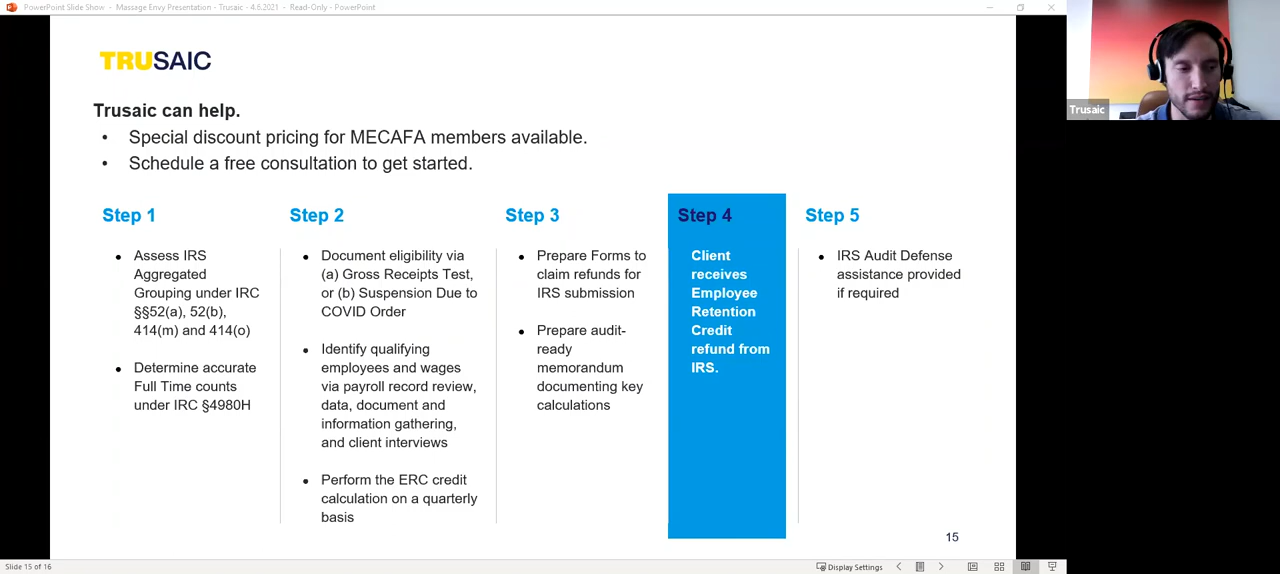 PowerPoint Slide Show - Massage Envy Presentation - Trusaic - 4.6.2021 - Read-Only - PowerPoint
Trusaic
TRUSAIC
Trusaic can help.
• Special discount pricing for MECAFA members available.
• Schedule a free consultation to get started.
Step 1
• Assess IRS
Aggregated
Grouping under IRC
§§52(a), 52(b),
414(m) and 414(o)
• Determine accurate
Full Time counts
under IRC §4980H
Step 2
• Document eligibility via
(a) Gross Receipts Test,
or (b) Suspension Due to
COVID Order
• Identify qualifying
employees and wages
via payroll record review,
data, document and
information gathering,
and client interviews
• Perform the ERC credit
calculation on a quarterly
basis
Step 3
• Prepare Forms to
claim refunds for
IRS submission
• Prepare audit-
ready
memorandum
documenting key
calculations
Step 4
Client
receives
Employee
Retention
Credit
refund from
IRS.
Step 5
• IRS Audit Defense
assistance provided
if required
15
Slide 15 of 16
Display Settings